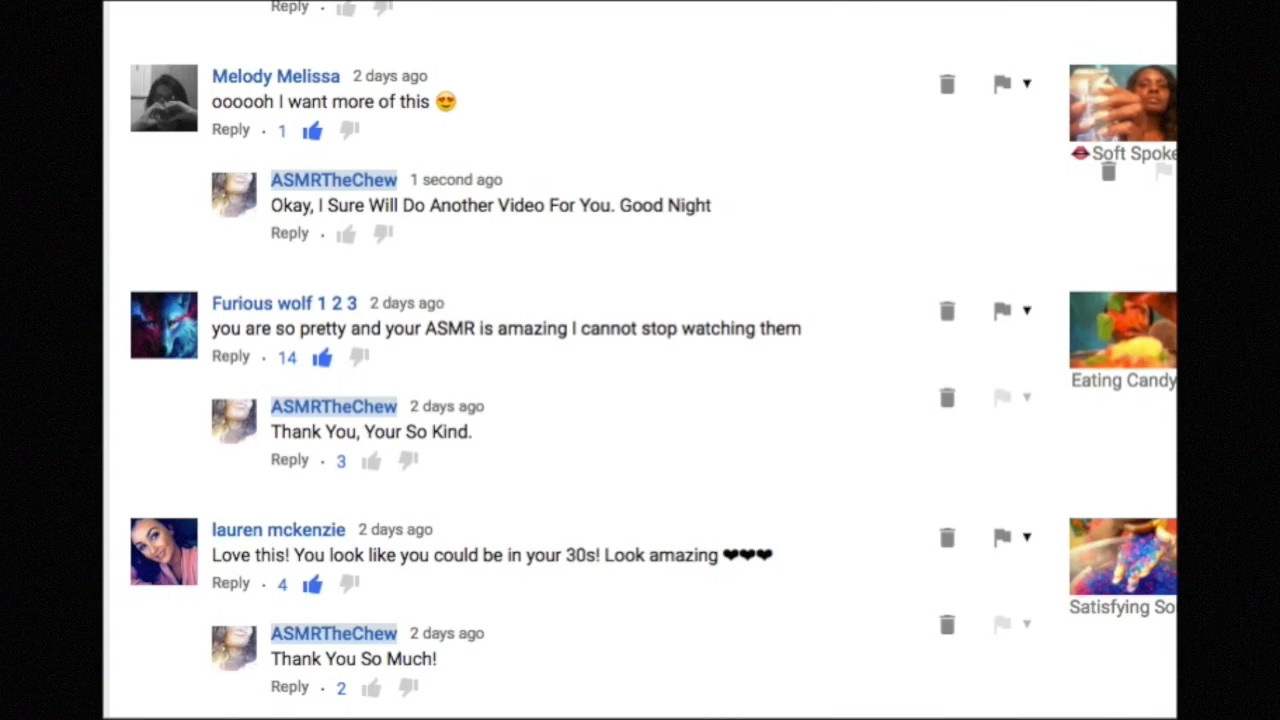 Reply ·
Melody Melissa 2 days ago
oooooh I want more of this 😍
Reply · 1
👄Soft Spoke
ASMRTheChew 1 second ago
Okay, I Sure Will Do Another Video For You. Good Night
Reply ·
Furious wolf 1 2 3 2 days ago
you are so pretty and your ASMR is amazing I cannot stop watching them
Reply · 14
Eating Candy
ASMRTheChew 2 days ago
Thank You, Your So Kind.
Reply · 3
lauren mckenzie 2 days ago
Love this! You look like you could be in your 30s! Look amazing ❤❤❤
Reply · 4
Satisfying So
ASMRTheChew 2 days ago
Thank You So Much!
Reply · 2